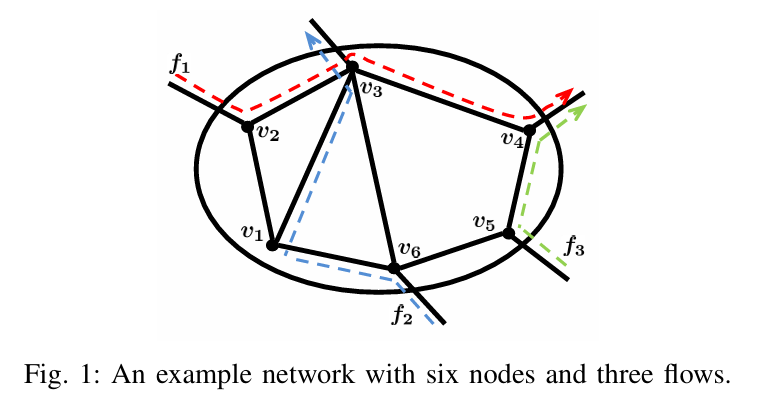 f1
v3
v2
v4
v1
v5
v6
f3
f2
Fig. 1: An example network with six nodes and three flows.